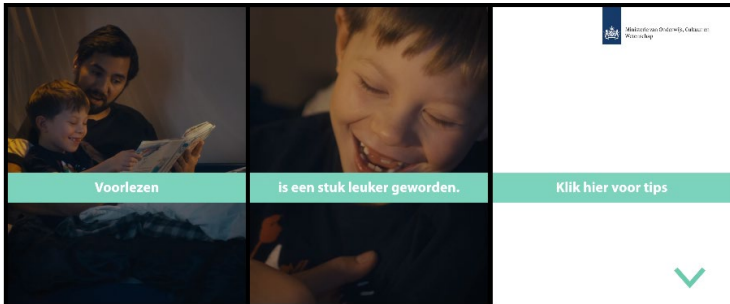 Ministerie van Onderwijs, Cultuur en
Wetenschap
Voorlezen
is een stuk leuker geworden.
Klik hier voor tips